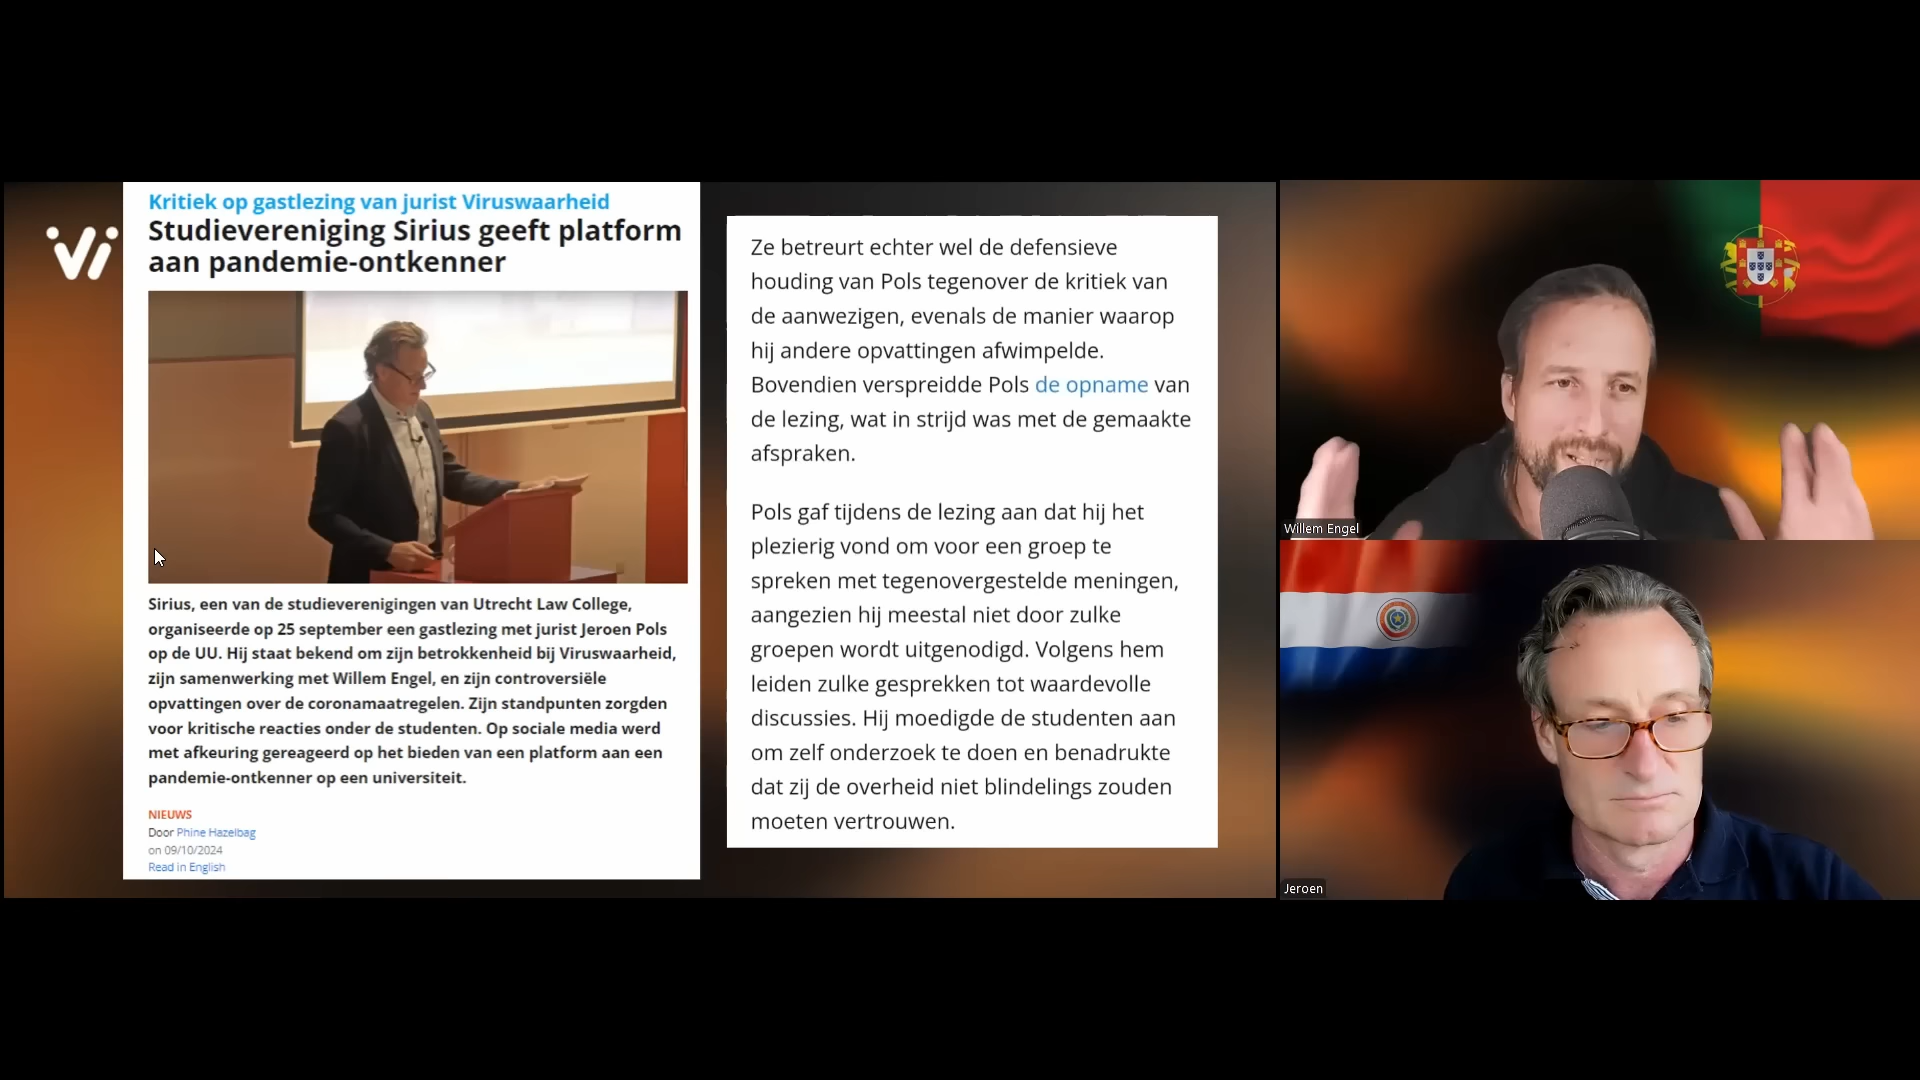 Kritiek op gastlezing van jurist Viruswaarheid
Studievereniging Sirius geeft platform
aan pandemie-ontkenner
Sirius, een van de studieverenigingen van Utrecht Law College,
organiseerde op 25 september een gastlezing met jurist Jeroen Pols
op de UU. Hij staat bekend om zijn betrokkenheid bij Viruswaarheid,
zijn samenwerking met Willem Engel, en zijn controversiële
opvattingen over de coronamaatregelen. Zijn standpunten zorgden
voor kritische reacties onder de studenten. Op sociale media werd
met afkeuring gereageerd op het bieden van een platform aan een
pandemie-ontkenner op een universiteit.
NIEUWS
Door Phine Hazelbag
on 09/10/2024
Read in English
Ze betreurt echter wel de defensieve
houding van Pols tegenover de kritiek van
de aanwezigen, evenals de manier waarop
hij andere opvattingen afwimpelde.
Bovendien verspreidde Pols de opname van
de lezing, wat in strijd was met de gemaakte
afspraken.
Pols gaf tijdens de lezing aan dat hij het
plezierig vond om voor een groep te
spreken met tegenovergestelde meningen,
aangezien hij meestal niet door zulke
groepen wordt uitgenodigd. Volgens hem
leiden zulke gesprekken tot waardevolle
discussies. Hij moedigde de studenten aan
om zelf onderzoek te doen en benadrukte
dat zij de overheid niet blindelings zouden
moeten vertrouwen.
Willem Engel
Jeroen